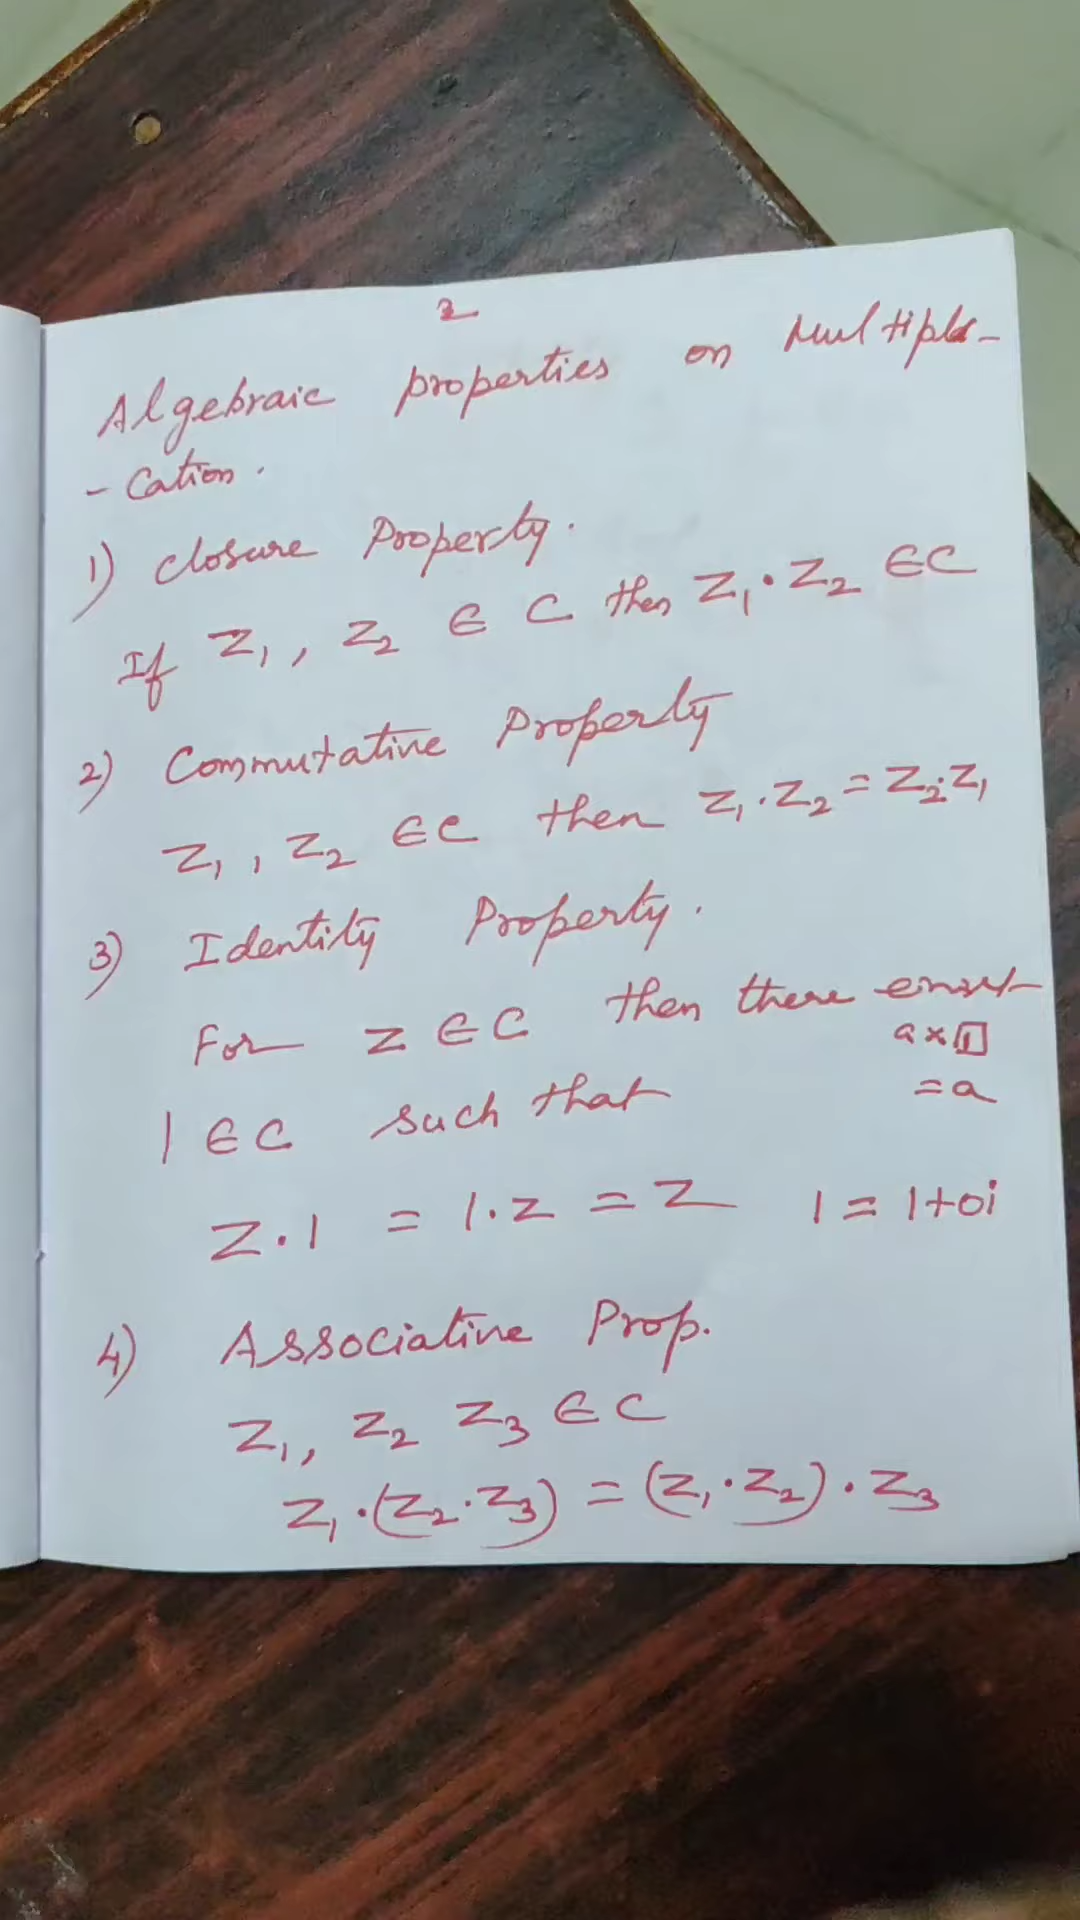 2
Algebraic properties on Multipli-
- Cation.
1) Closure Property.
If Z₁, Z₂ ∈ C then Z₁·Z₂ ∈ C
2) Commutative Property
Z₁, Z₂ ∈ C then Z₁·Z₂ = Z₂·Z₁
3) Identity Property.
For Z ∈ C then there exist
a×1
1 ∈ C such that
=a
Z·1 = 1·Z = Z 1 = 1+0i
4) Associative Prop.
Z₁, Z₂ Z₃ ∈ C
Z₁·(Z₂·Z₃) = (Z₁·Z₂)·Z₃